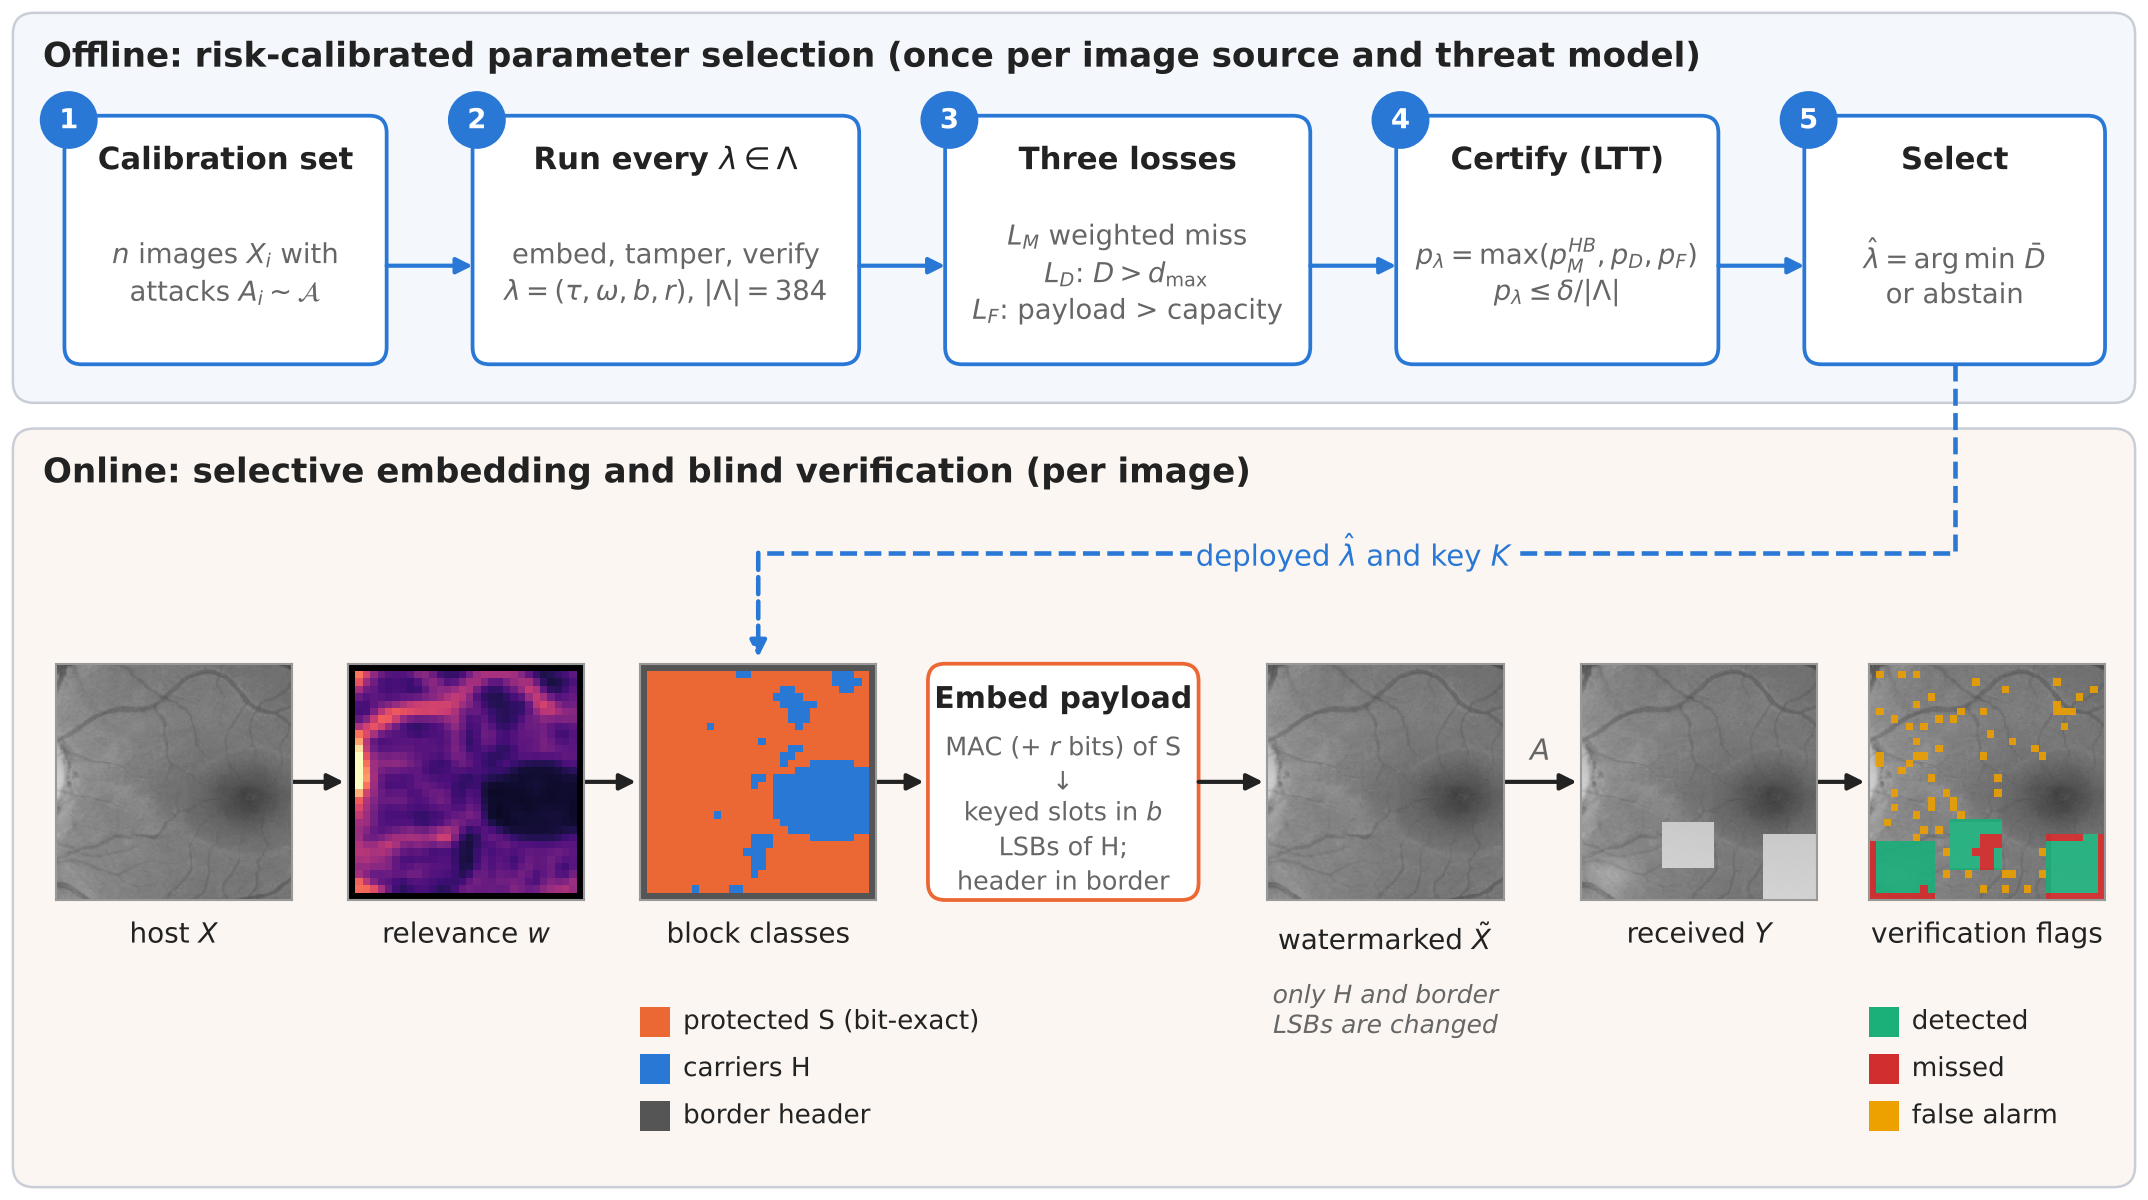 Offline: risk-calibrated parameter selection (once per image source and threat model)
1
Calibration set
n images Xᵢ with
attacks Aᵢ ~ 𝒜
2
Run every λ ∈ Λ
embed, tamper, verify
λ = (τ, ω, b, r), |Λ| = 384
3
Three losses
L_M weighted miss
L_D: D > d_max
L_F: payload > capacity
4
Certify (LTT)
p_λ = max(p_M^HB, p_D, p_F)
p_λ ≤ δ/|Λ|
5
Select
λ̂ = arg min D̄
or abstain
Online: selective embedding and blind verification (per image)
deployed λ̂ and key K
host X
relevance w
block classes
Embed payload
MAC (+ r bits) of S
↓
keyed slots in b
LSBs of H;
header in border
watermarked X̃
only H and border
LSBs are changed
A
received Y
verification flags
protected S (bit-exact)
carriers H
border header
detected
missed
false alarm